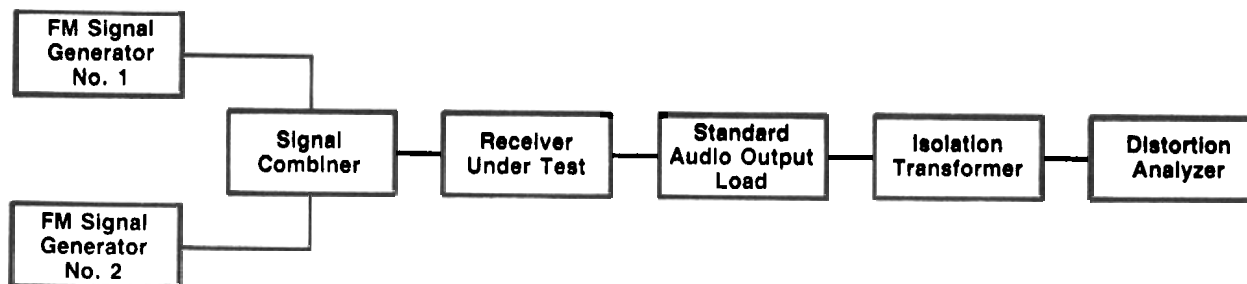 FM Signal
Generator
No. 1
Signal
Combiner
Receiver
Under Test
Standard
Audio Output
Load
Isolation
Transformer
Distortion
Analyzer
FM Signal
Generator
No. 2